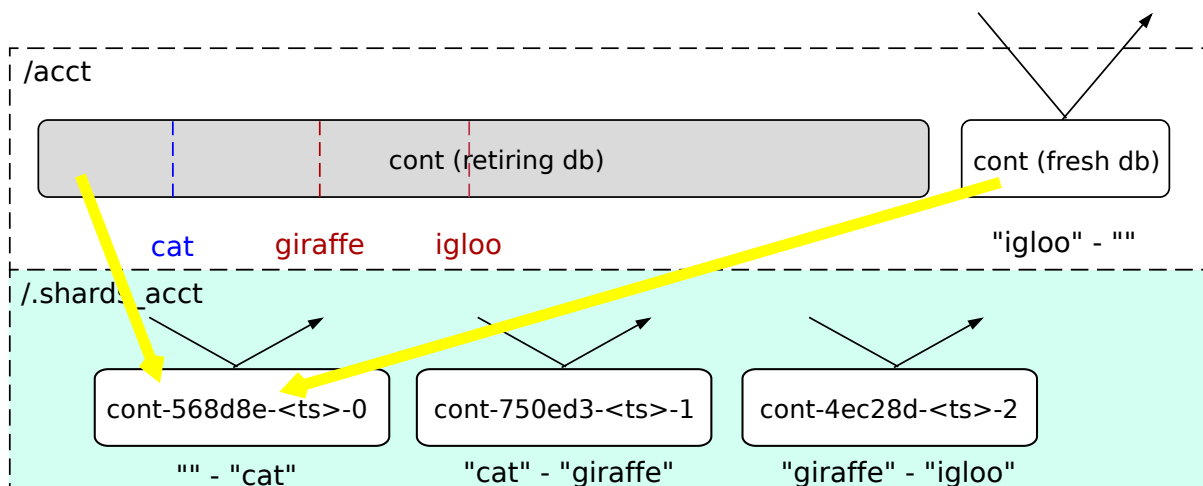 /acct
cont (retiring db)
cont (fresh db)
cat
giraffe
igloo
"igloo" - ""
/.shards_acct
cont-568d8e-<ts>-0
cont-750ed3-<ts>-1
cont-4ec28d-<ts>-2
"" - "cat"
"cat" - "giraffe"
"giraffe" - "igloo"